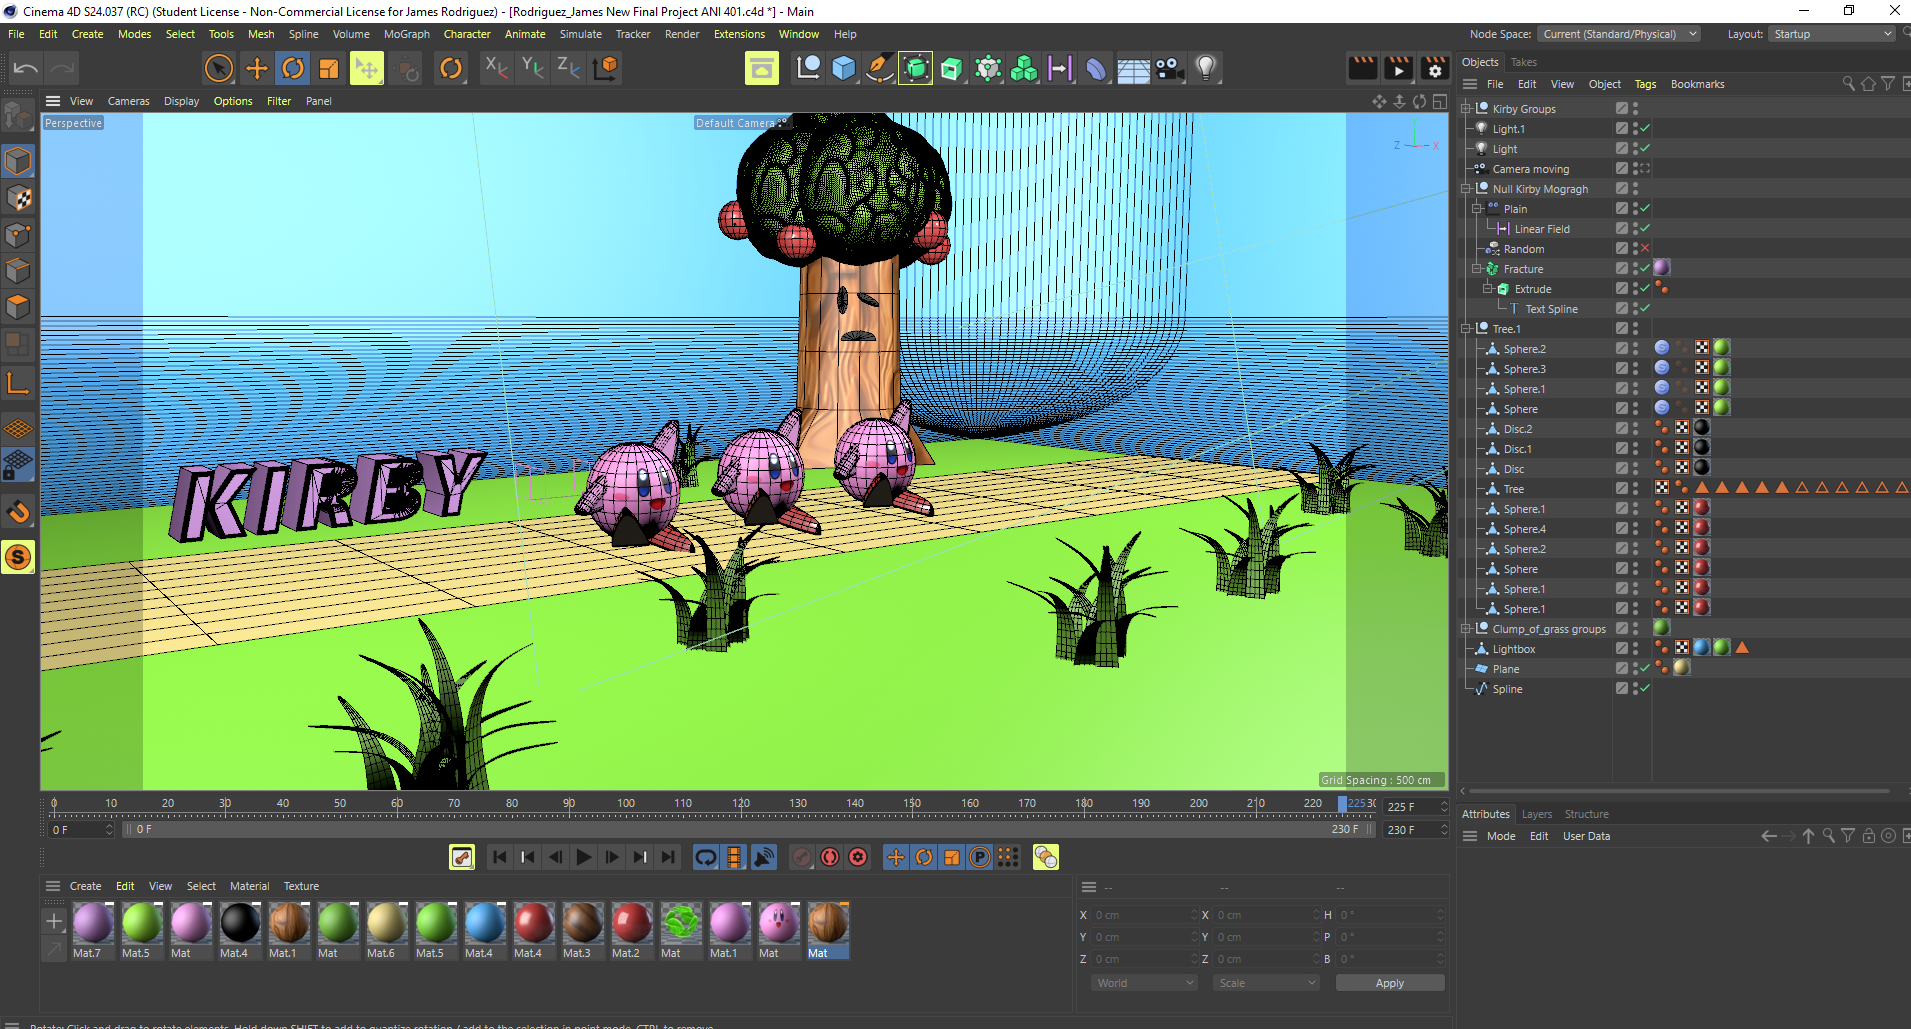 Cinema 4D S24.037 (RC) (Student License - Non-Commercial License for James Rodriguez) - [Rodriguez_James New Final Project ANI 401.c4d *] - Main
File Edit Create Modes Select Tools Mesh Spline Volume MoGraph Character Animate Simulate Tracker Render Extensions Window Help
Node Space: Current (Standard/Physical) Layout: Startup
X Y Z
Objects Takes
File Edit View Object Tags Bookmarks
View Cameras Display Options Filter Panel
Perspective
Default Camera
Y
Z X
KIRBY
Grid Spacing : 500 cm
Kirby Groups
Light.1
Light
Camera moving
Null Kirby Mogragh
Plain
Linear Field
Random
Fracture
Extrude
Text Spline
Tree.1
Sphere.2
Sphere.3
Sphere.1
Sphere
Disc.2
Disc.1
Disc
Tree
Sphere.1
Sphere.4
Sphere.2
Sphere
Sphere.1
Sphere.1
Clump_of_grass groups
Lightbox
Plane
Spline
0 10 20 30 40 50 60 70 80 90 100 110 120 130 140 150 160 170 180 190 200 210 220 225 30
225 F
0 F 0 F 230 F 230 F
Attributes Layers Structure
Mode Edit User Data
Create Edit View Select Material Texture
Mat.7 Mat.5 Mat Mat.4 Mat.1 Mat Mat.6 Mat.5 Mat.4 Mat.4 Mat.3 Mat.2 Mat Mat.1 Mat Mat
-- -- --
X 0 cm X 0 cm H 0 °
Y 0 cm Y 0 cm P 0 °
Z 0 cm Z 0 cm B 0 °
World Scale Apply
Rotate: Click and drag to rotate elements. Hold down SHIFT to add to quantize rotation / add to the selection in point mode, CTRL to remove.